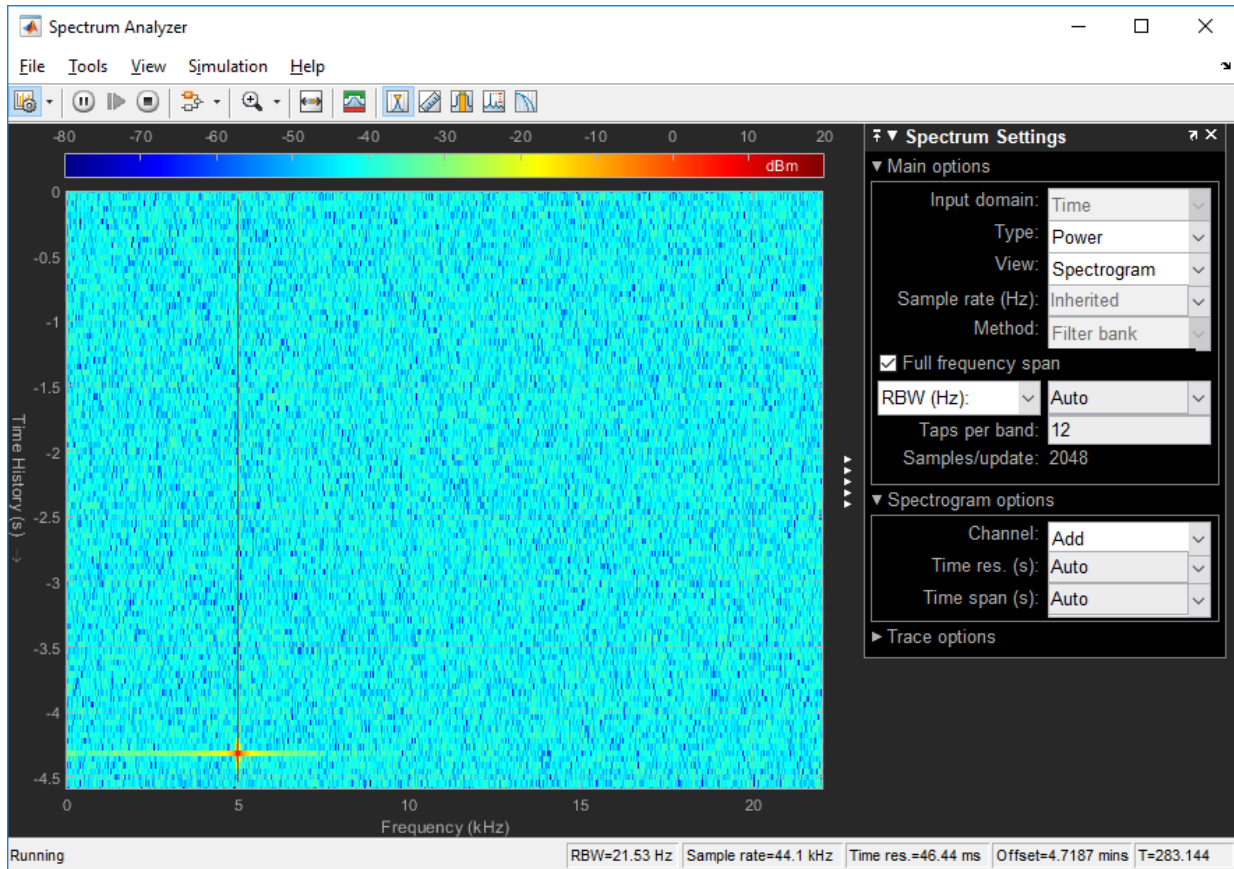 Spectrum Analyzer
File Tools View Simulation Help
-80 -70 -60 -50 -40 -30 -20 -10 0 10 20
dBm
0
-0.5
-1
-1.5
-2
-2.5
-3
-3.5
-4
-4.5
Time History (s) →
0 5 10 15 20
Frequency (kHz)
Spectrum Settings
Main options
Input domain: Time
Type: Power
View: Spectrogram
Sample rate (Hz): Inherited
Method: Filter bank
Full frequency span
RBW (Hz): Auto
Taps per band: 12
Samples/update: 2048
Spectrogram options
Channel: Add
Time res. (s): Auto
Time span (s): Auto
Trace options
Running RBW=21.53 Hz Sample rate=44.1 kHz Time res.=46.44 ms Offset=4.7187 mins T=283.144